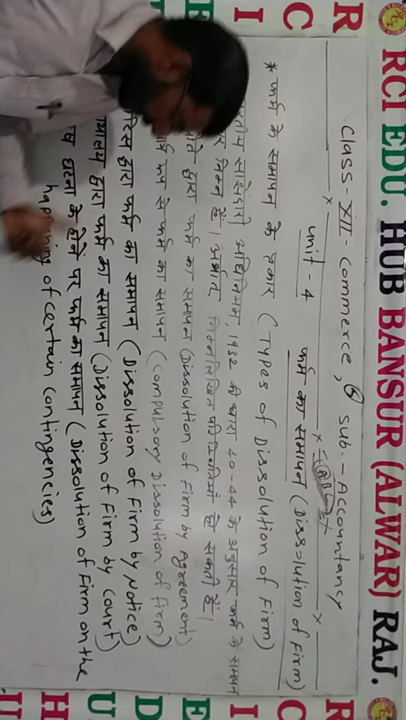 RCI EDU. HUB BANSUR (ALWAR) RAJ.
R R
C C
I I
E E
D
U U
H H
U
Class - XII - Commerce, Sub. - Accountancy
unit - 4 फर्म का समापन (Dissolution of Firm)
* फर्म के समापन के प्रकार (Types of Dissolution of Firm)
साझेदारी अधिनियम, 1932 की धारा 40-44 के अनुसार फर्म के समापन
निम्न है। अर्थात् निम्नलिखित परिस्थितियों हो सकती हैं।
द्वारा फर्म का समापन (Dissolution of Firm by Agreement)
रूप से फर्म का समापन (Compulsory Dissolution of firm)
द्वारा फर्म का समापन (Dissolution of Firm by Notice)
द्वारा फर्म का समापन (Dissolution of Firm by Court)
घटना के होने पर फर्म का समापन (Dissolution of Firm on the
happening of certain contingencies)